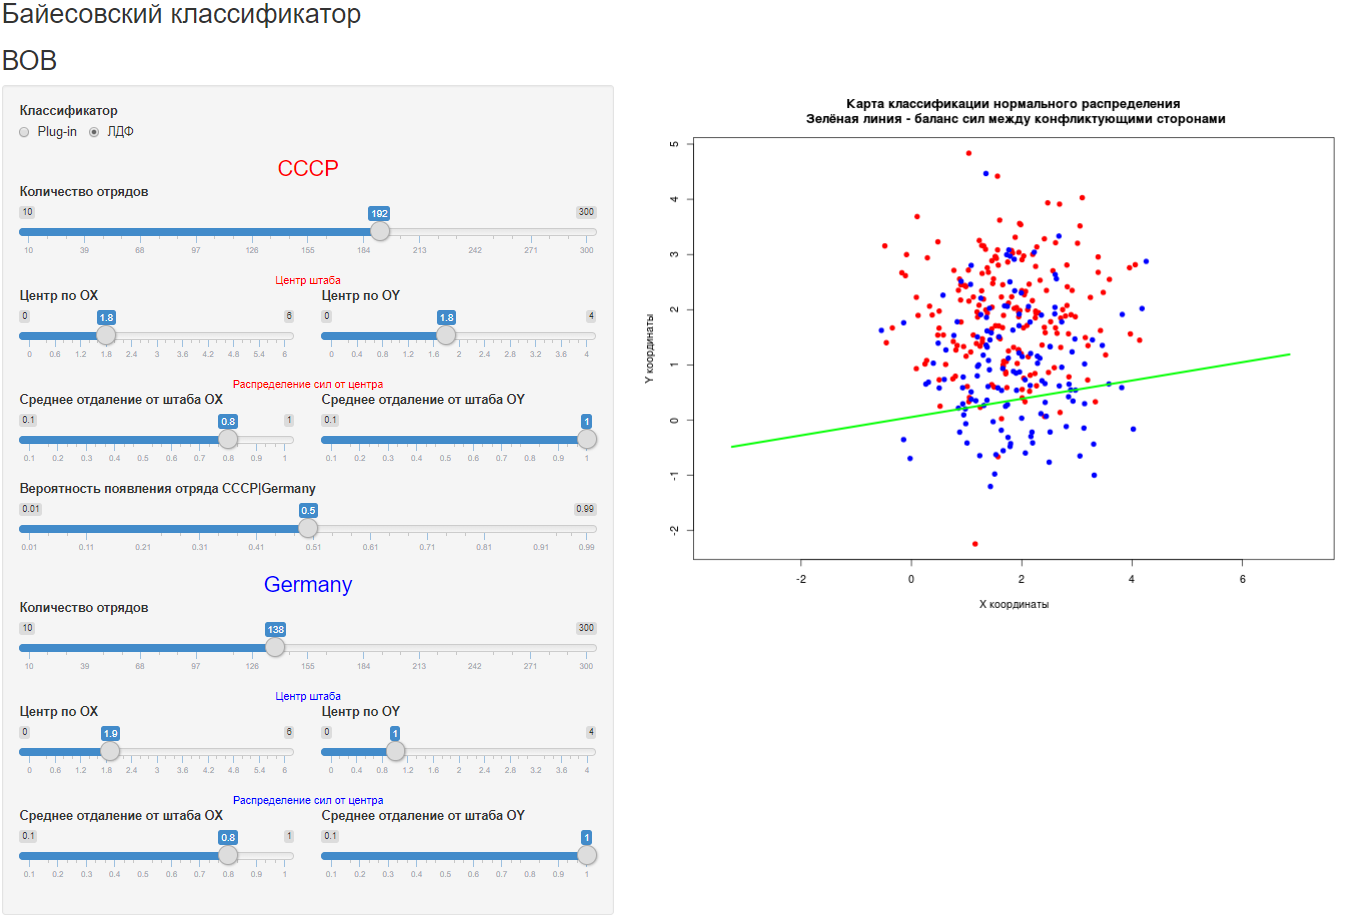 Байесовский классификатор
ВОВ
Классификатор
Plug-in ЛДФ
СССР
Количество отрядов
10 192 300
10 39 68 97 126 155 184 213 242 271 300
Центр штаба
Центр по OX Центр по OY
0 1.8 6 0 1.8 4
0 0.6 1.2 1.8 2.4 3 3.6 4.2 4.8 5.4 6 0 0.4 0.8 1.2 1.6 2 2.4 2.8 3.2 3.6 4
Распределение сил от центра
Среднее отдаление от штаба OX Среднее отдаление от штаба OY
0.1 0.8 1 0.1 1
0.1 0.2 0.3 0.4 0.5 0.6 0.7 0.8 0.9 1 0.1 0.2 0.3 0.4 0.5 0.6 0.7 0.8 0.9 1
Вероятность появления отряда СССР|Germany
0.01 0.5 0.99
0.01 0.11 0.21 0.31 0.41 0.51 0.61 0.71 0.81 0.91 0.99
Germany
Количество отрядов
10 138 300
10 39 68 97 126 155 184 213 242 271 300
Центр штаба
Центр по OX Центр по OY
0 1.9 6 0 1 4
0 0.6 1.2 1.8 2.4 3 3.6 4.2 4.8 5.4 6 0 0.4 0.8 1.2 1.6 2 2.4 2.8 3.2 3.6 4
Распределение сил от центра
Среднее отдаление от штаба OX Среднее отдаление от штаба OY
0.1 0.8 1 0.1 1
0.1 0.2 0.3 0.4 0.5 0.6 0.7 0.8 0.9 1 0.1 0.2 0.3 0.4 0.5 0.6 0.7 0.8 0.9 1
Карта классификации нормального распределения
Зелёная линия - баланс сил между конфликтующими сторонами
5
4
3
2
1
0
-1
-2
Y координаты
-2 0 2 4 6
X координаты